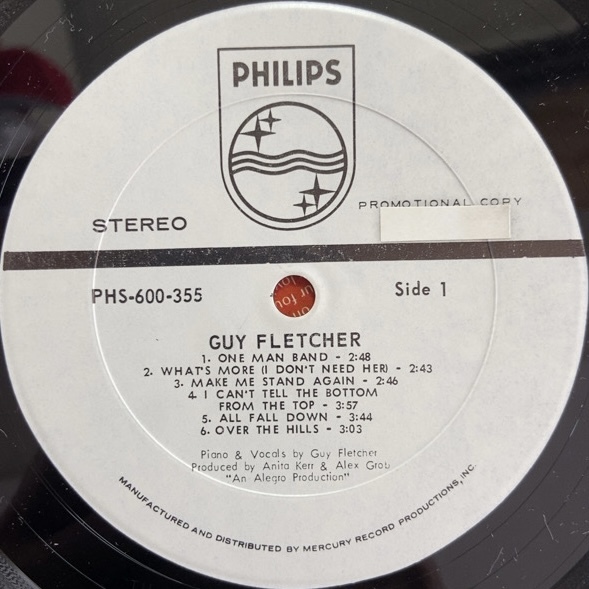 PHILIPS
PROMOTIONAL COPY
STEREO
PHS-600-355
Side 1
GUY FLETCHER
1. ONE MAN BAND - 2:48
2. WHAT'S MORE (I DON'T NEED HER) - 2:43
3. MAKE ME STAND AGAIN - 2:46
4. I CAN'T TELL THE BOTTOM
FROM THE TOP - 3:57
5. ALL FALL DOWN - 3:44
6. OVER THE HILLS - 3:03
Piano & Vocals by Guy Fletcher
Produced by Anita Kerr & Alex Grob
"An Alegro Production"
MANUFACTURED AND DISTRIBUTED BY MERCURY RECORD PRODUCTIONS, INC.